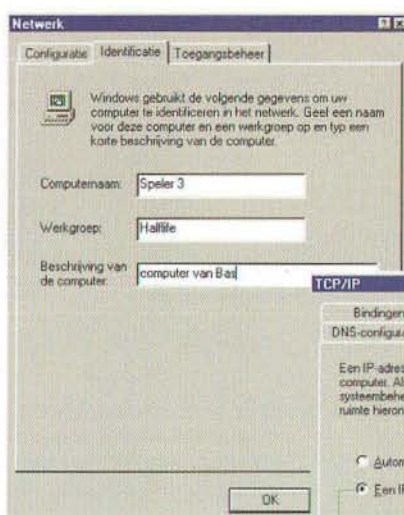 Netwerk
Configuratie Identificatie Toegangsbeheer
Windows gebruikt de volgende gegevens om uw
computer te identificeren in het netwerk. Geef een naam
voor deze computer en een werkgroep op en typ een
korte beschrijving van de computer.
Computernaam: Speler 3
Werkgroep: Halflife
Beschrijving van
de computer: computer van Bas
OK
TCP/IP
Bindingen
DNS-configura
Een IP-adres
computer. Al
systeembehe
ruimte hieron
Autom
Een IP